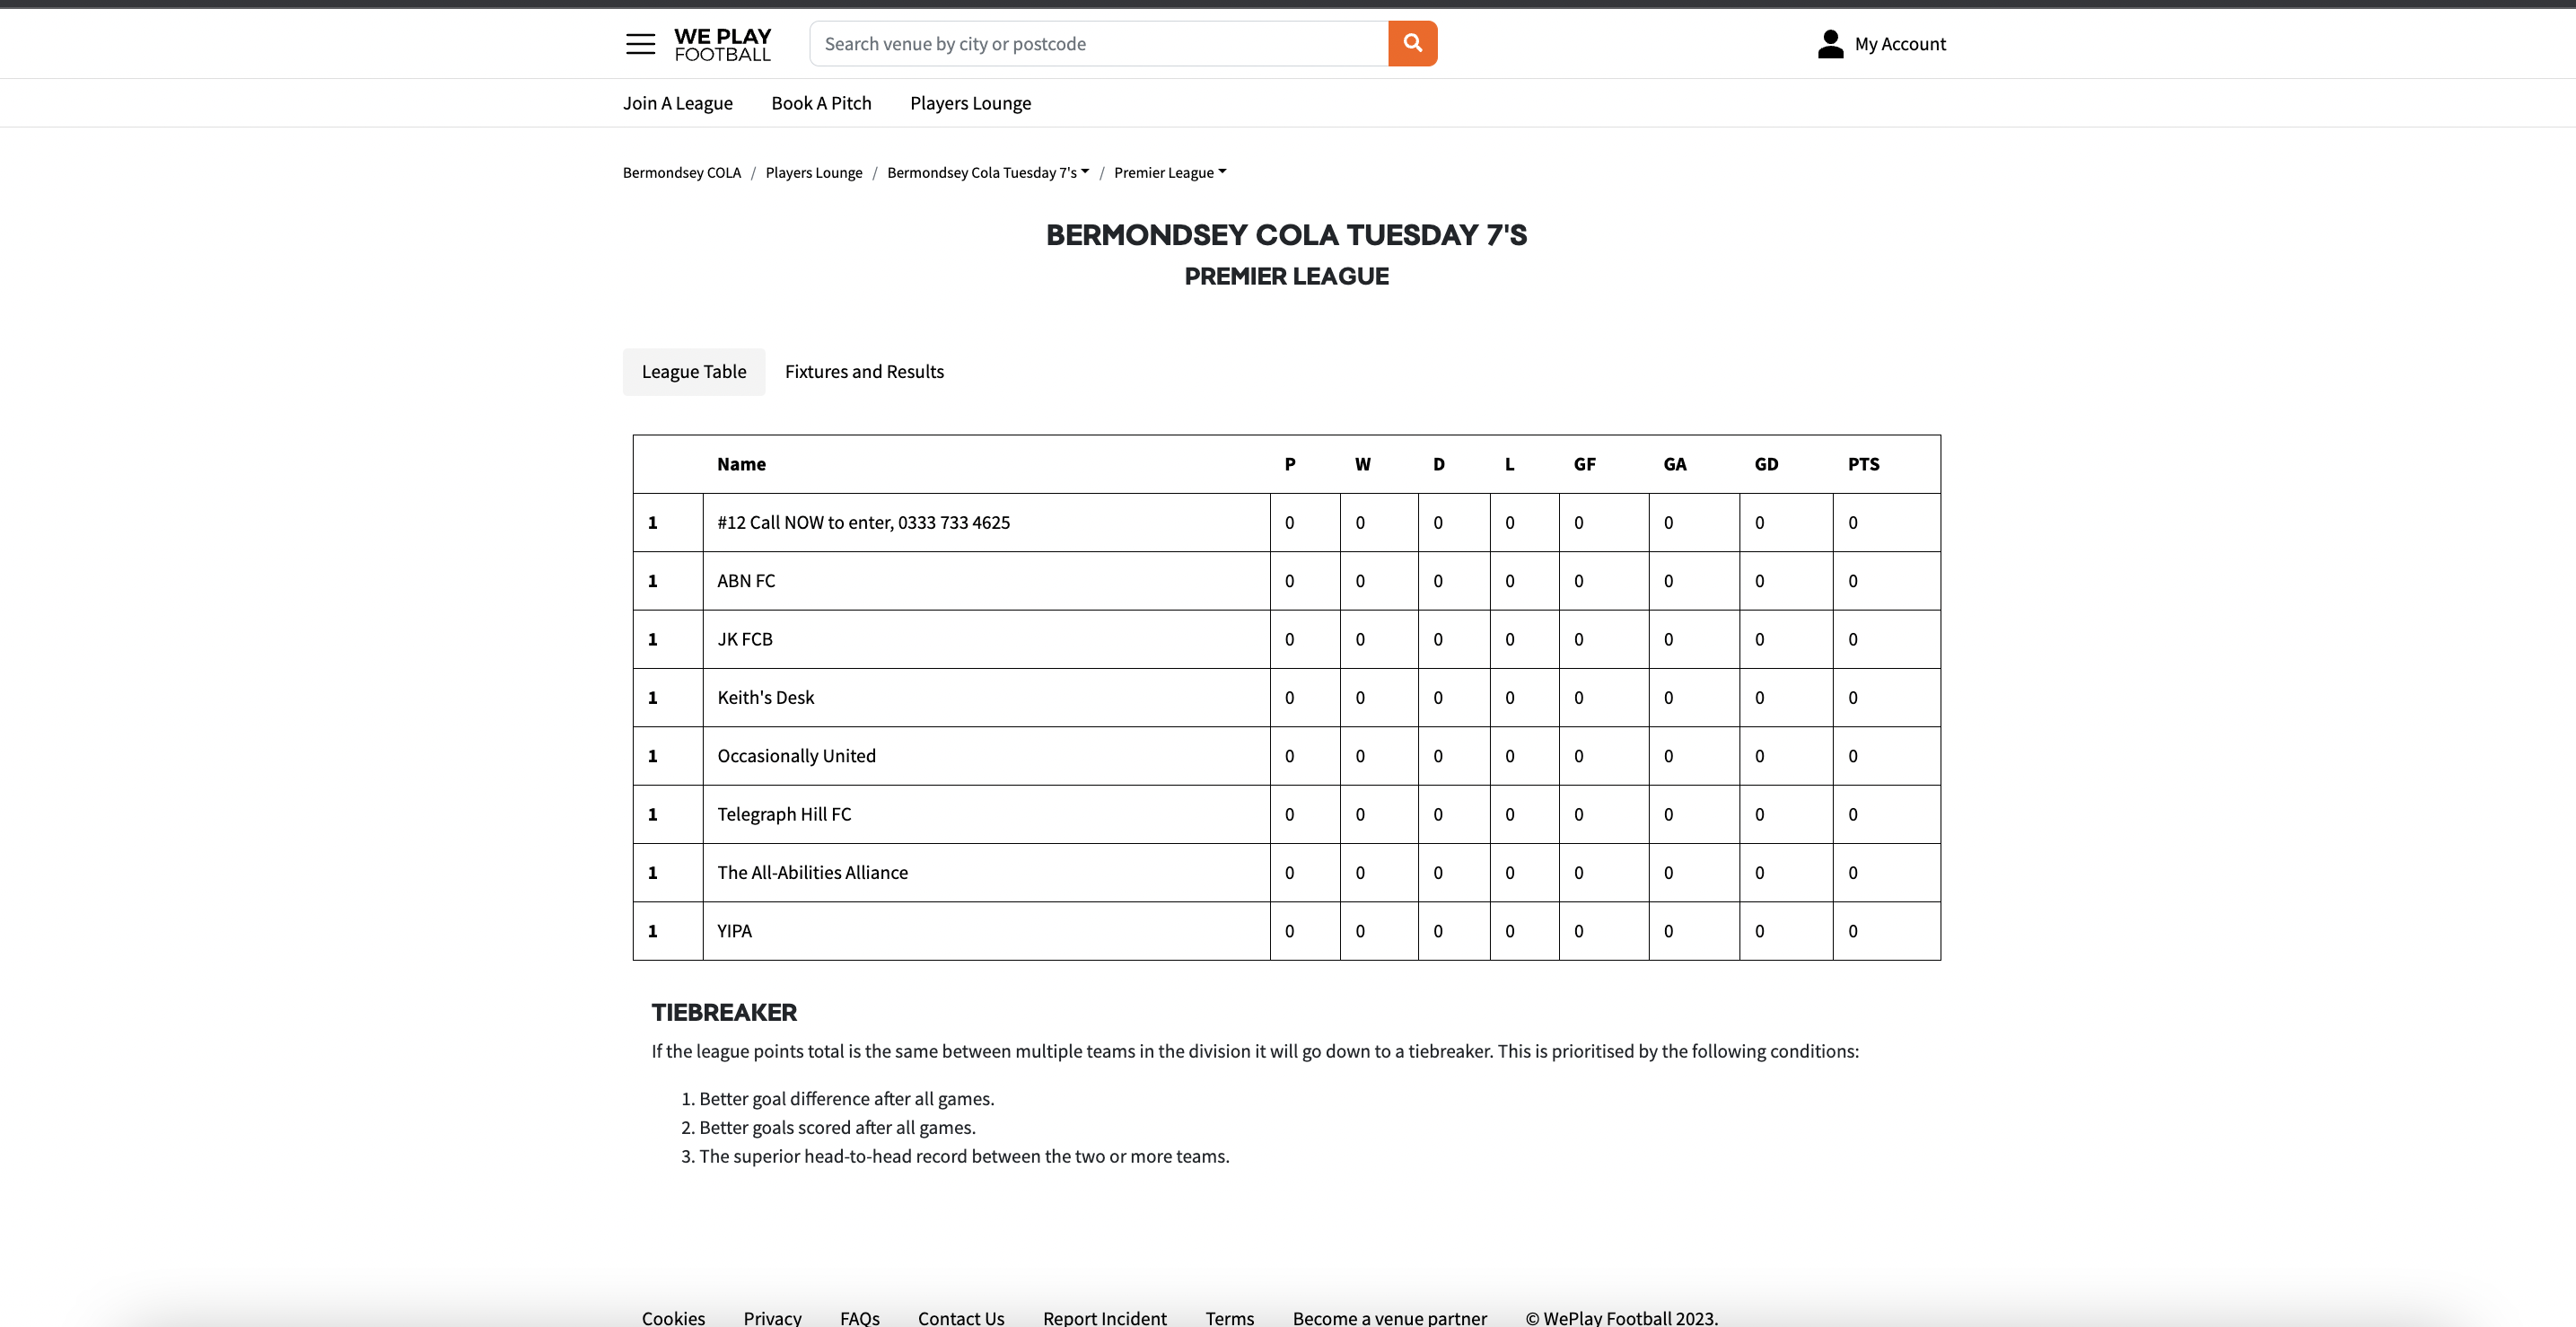 WE PLAY
FOOTBALL
Search venue by city or postcode
My Account
Join A League Book A Pitch Players Lounge
Bermondsey COLA / Players Lounge / Bermondsey Cola Tuesday 7's / Premier League
BERMONDSEY COLA TUESDAY 7'S
PREMIER LEAGUE
League Table Fixtures and Results
Name P W D L GF GA GD PTS
1 #12 Call NOW to enter, 0333 733 4625 0 0 0 0 0 0 0 0
1 ABN FC 0 0 0 0 0 0 0 0
1 JK FCB 0 0 0 0 0 0 0 0
1 Keith's Desk 0 0 0 0 0 0 0 0
1 Occasionally United 0 0 0 0 0 0 0 0
1 Telegraph Hill FC 0 0 0 0 0 0 0 0
1 The All-Abilities Alliance 0 0 0 0 0 0 0 0
1 YIPA 0 0 0 0 0 0 0 0
TIEBREAKER
If the league points total is the same between multiple teams in the division it will go down to a tiebreaker. This is prioritised by the following conditions:
1. Better goal difference after all games.
2. Better goals scored after all games.
3. The superior head-to-head record between the two or more teams.
Cookies Privacy FAQs Contact Us Report Incident Terms Become a venue partner © WePlay Football 2023.